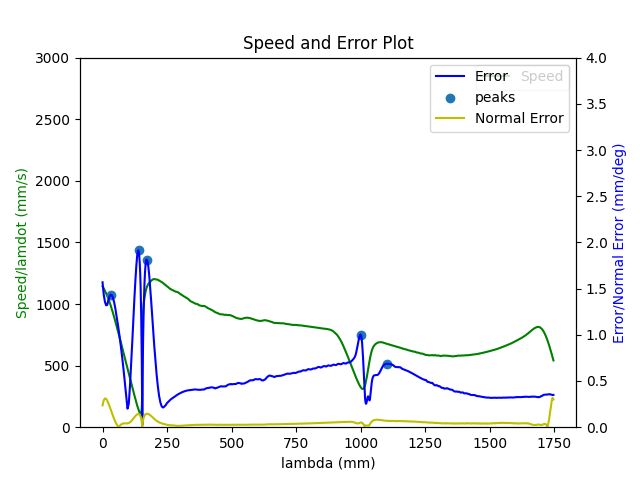 Speed and Error Plot
3000
2500
2000
1500
1000
500
0
Speed/lamdot (mm/s)
4.0
3.5
3.0
2.5
2.0
1.5
1.0
0.5
0.0
Error/Normal Error (mm/deg)
Error
Speed
peaks
Normal Error
0 250 500 750 1000 1250 1500 1750
lambda (mm)